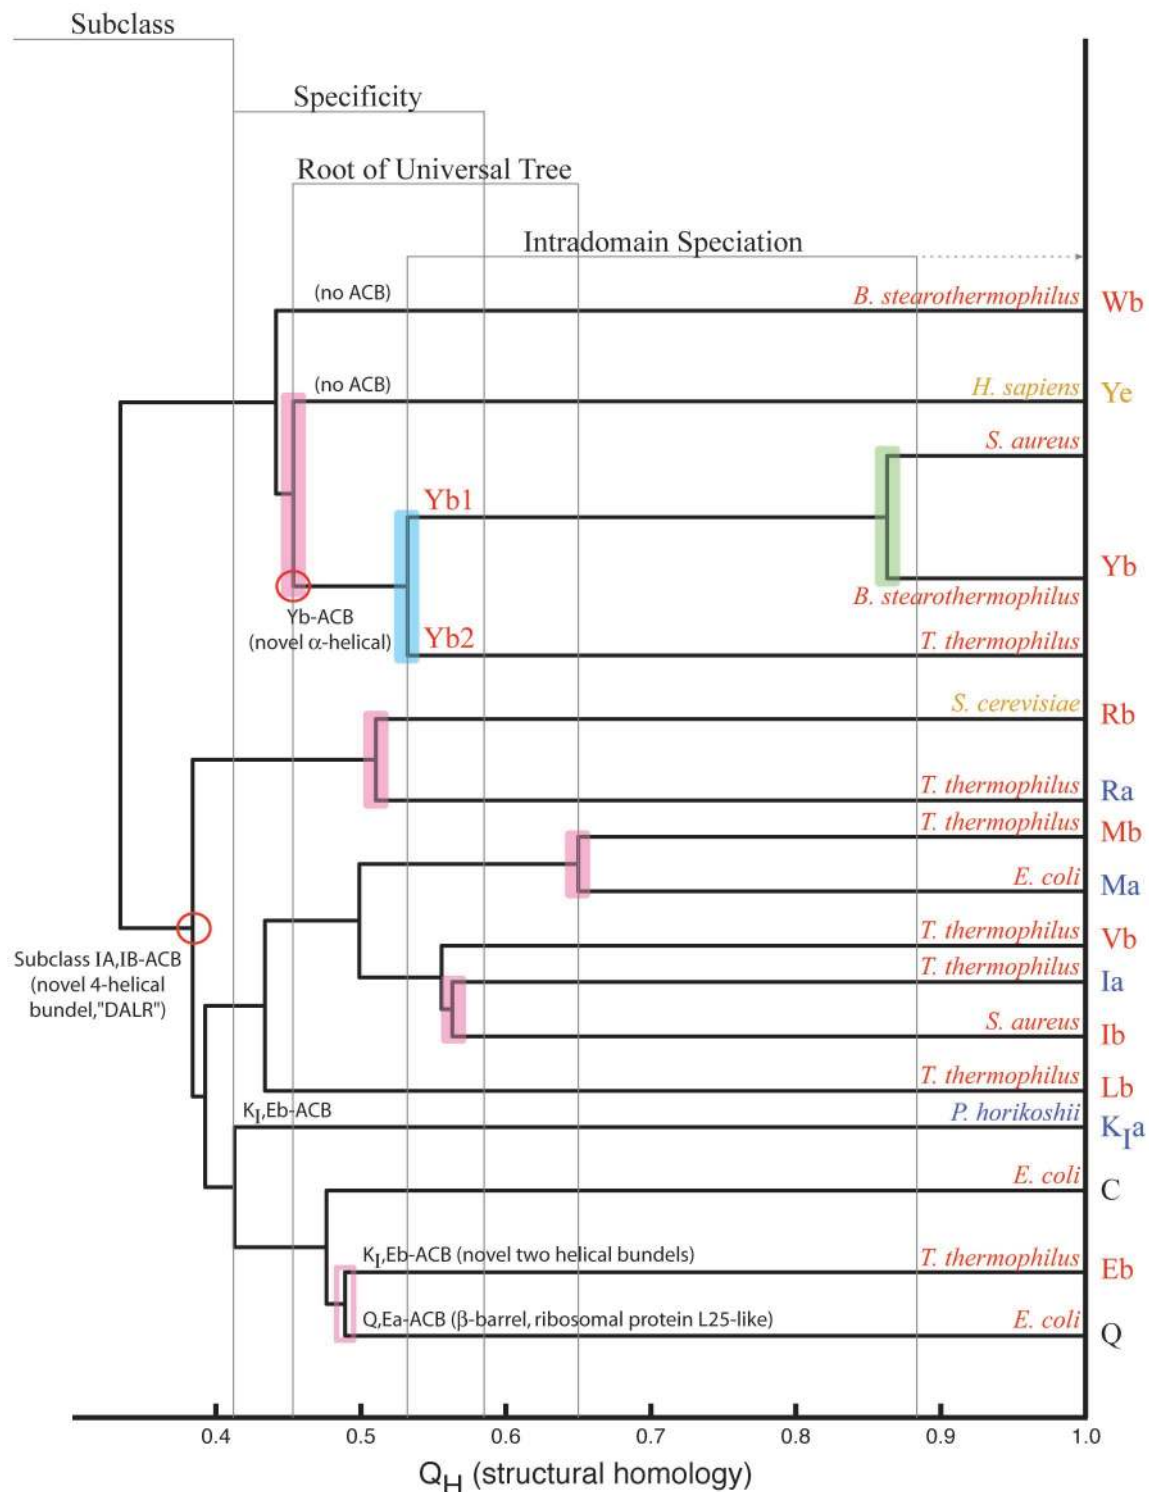 Subclass
Specificity
Root of Universal Tree
Intradomain Speciation
(no ACB)
B. stearothermophilus Wb
(no ACB)
H. sapiens Ye
S. aureus
Yb1
Yb
B. stearothermophilus
Yb-ACB
(novel α-helical)
Yb2
T. thermophilus
S. cerevisiae Rb
T. thermophilus Ra
T. thermophilus Mb
E. coli Ma
T. thermophilus Vb
T. thermophilus Ia
S. aureus Ib
Subclass IA,IB-ACB
(novel 4-helical
bundel,"DALR")
T. thermophilus Lb
KI,Eb-ACB
P. horikoshii KIa
E. coli C
KI,Eb-ACB (novel two helical bundels)
T. thermophilus Eb
Q,Ea-ACB (β-barrel, ribosomal protein L25-like)
E. coli Q
0.4 0.5 0.6 0.7 0.8 0.9 1.0
QH (structural homology)